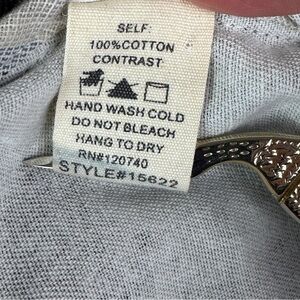 SELF:
100%COTTON
CONTRAST
HAND WASH COLD
DO NOT BLEACH
HANG TO DRY
RN#120740
STYLE#15622